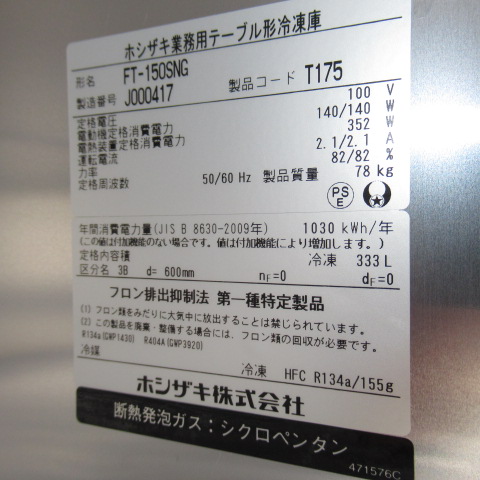 ホシザキ業務用テーブル形冷凍庫
形名 FT-150SNG 製品コード T175
製造番号 J000417
定格電圧 100 V
電動機定格消費電力 140/140 W
電熱装置定格消費電力 352 W
運転電流 2.1/2.1 A
力率 82/82 %
定格周波数 50/60 Hz 製品質量 78 kg
PS
E
年間消費電力量(JIS B 8630-2009年) 1030 kWh/年
(この値は付加機能のない場合です。値は付加機能により増加します。)
定格内容積 冷凍 333 L
区分名 3B d= 600mm nF=0 dF=0
フロン排出抑制法 第一種特定製品
(1) フロン類をみだりに大気中に放出することは禁じられています。
(2) この製品を廃棄・整備する場合には、フロン類の回収が必要です。
R134a(GWP1430) R404A(GWP3920)
冷媒 冷凍 HFC R134a/155g
ホシザキ株式会社
断熱発泡ガス：シクロペンタン
471576C